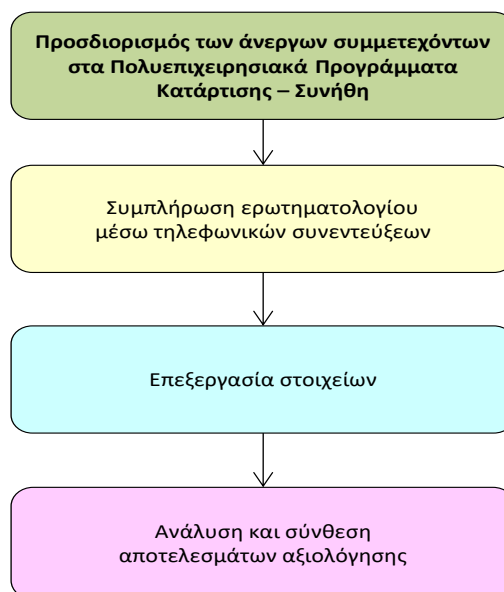 Προσδιορισμός των άνεργων συμμετεχόντων
στα Πολυεπιχειρησιακά Προγράμματα
Κατάρτισης – Συνήθη
Συμπλήρωση ερωτηματολογίου
μέσω τηλεφωνικών συνεντεύξεων
Επεξεργασία στοιχείων
Ανάλυση και σύνθεση
αποτελεσμάτων αξιολόγησης